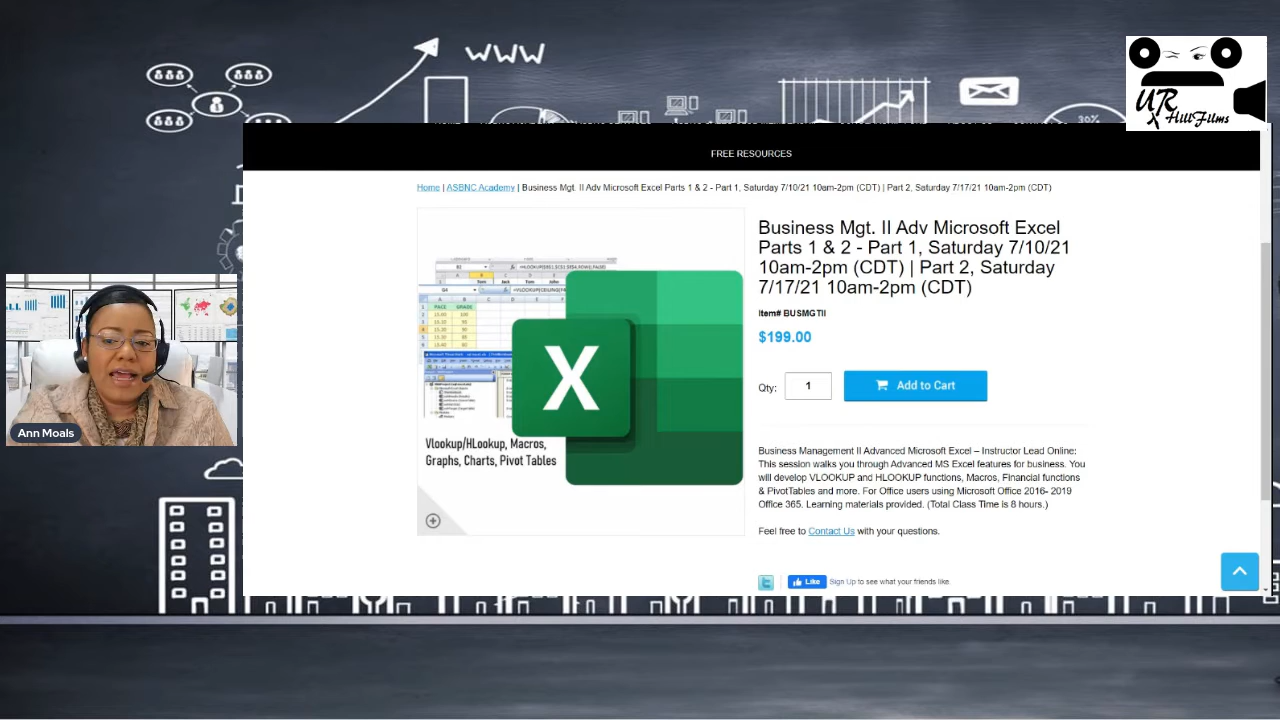 WWW
30%
UR
HillFilms
FREE RESOURCES
Home | ASBNC Academy | Business Mgt. II Adv Microsoft Excel Parts 1 & 2 - Part 1, Saturday 7/10/21 10am-2pm (CDT) | Part 2, Saturday 7/17/21 10am-2pm (CDT)
Business Mgt. II Adv Microsoft Excel
Parts 1 & 2 - Part 1, Saturday 7/10/21
10am-2pm (CDT) | Part 2, Saturday
7/17/21 10am-2pm (CDT)
Item# BUSMGTII
$199.00
Qty: 1 Add to Cart
PACE GRADE
X
Vlookup/HLookup, Macros,
Graphs, Charts, Pivot Tables
Business Management II Advanced Microsoft Excel – Instructor Lead Online:
This session walks you through Advanced MS Excel features for business. You
will develop VLOOKUP and HLOOKUP functions, Macros, Financial functions
& PivotTables and more. For Office users using Microsoft Office 2016- 2019
Office 365. Learning materials provided. (Total Class Time is 8 hours.)
Feel free to Contact Us with your questions.
Like Sign Up to see what your friends like.
Ann Moals